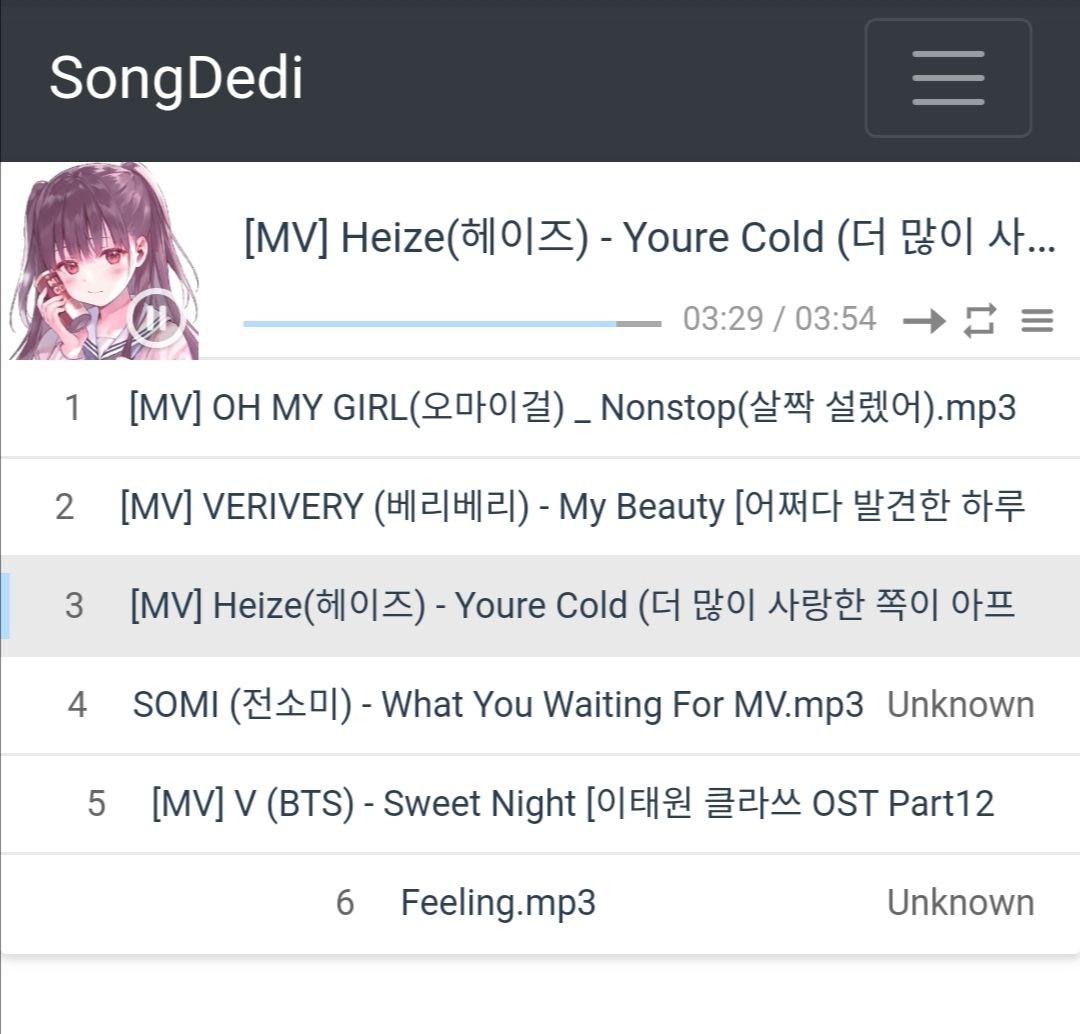 SongDedi
[MV] Heize(헤이즈) - Youre Cold (더 많이 사...
03:29 / 03:54
1 [MV] OH MY GIRL(오마이걸) _ Nonstop(살짝 설렜어).mp3
2 [MV] VERIVERY (베리베리) - My Beauty [어쩌다 발견한 하루
3 [MV] Heize(헤이즈) - Youre Cold (더 많이 사랑한 쪽이 아프
4 SOMI (전소미) - What You Waiting For MV.mp3 Unknown
5 [MV] V (BTS) - Sweet Night [이태원 클라쓰 OST Part12
6 Feeling.mp3 Unknown